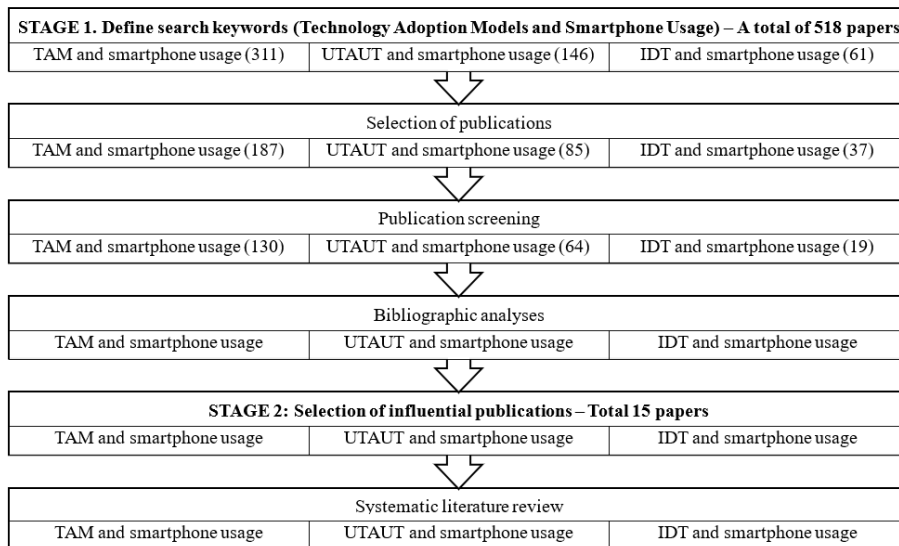 STAGE 1. Define search keywords (Technology Adoption Models and Smartphone Usage) – A total of 518 papers
TAM and smartphone usage (311) UTAUT and smartphone usage (146) IDT and smartphone usage (61)
Selection of publications
TAM and smartphone usage (187) UTAUT and smartphone usage (85) IDT and smartphone usage (37)
Publication screening
TAM and smartphone usage (130) UTAUT and smartphone usage (64) IDT and smartphone usage (19)
Bibliographic analyses
TAM and smartphone usage UTAUT and smartphone usage IDT and smartphone usage
STAGE 2: Selection of influential publications – Total 15 papers
TAM and smartphone usage UTAUT and smartphone usage IDT and smartphone usage
Systematic literature review
TAM and smartphone usage UTAUT and smartphone usage IDT and smartphone usage